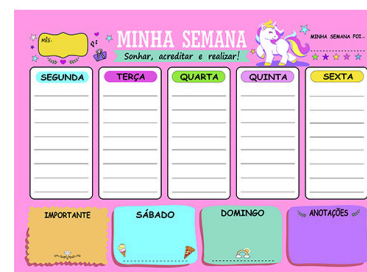 MÊS:
MINHA SEMANA
Sonhar, acreditar e realizar!
MINHA SEMANA FOI...
SEGUNDA
TERÇA
QUARTA
QUINTA
SEXTA
IMPORTANTE
SÁBADO
DOMINGO
ANOTAÇÕES